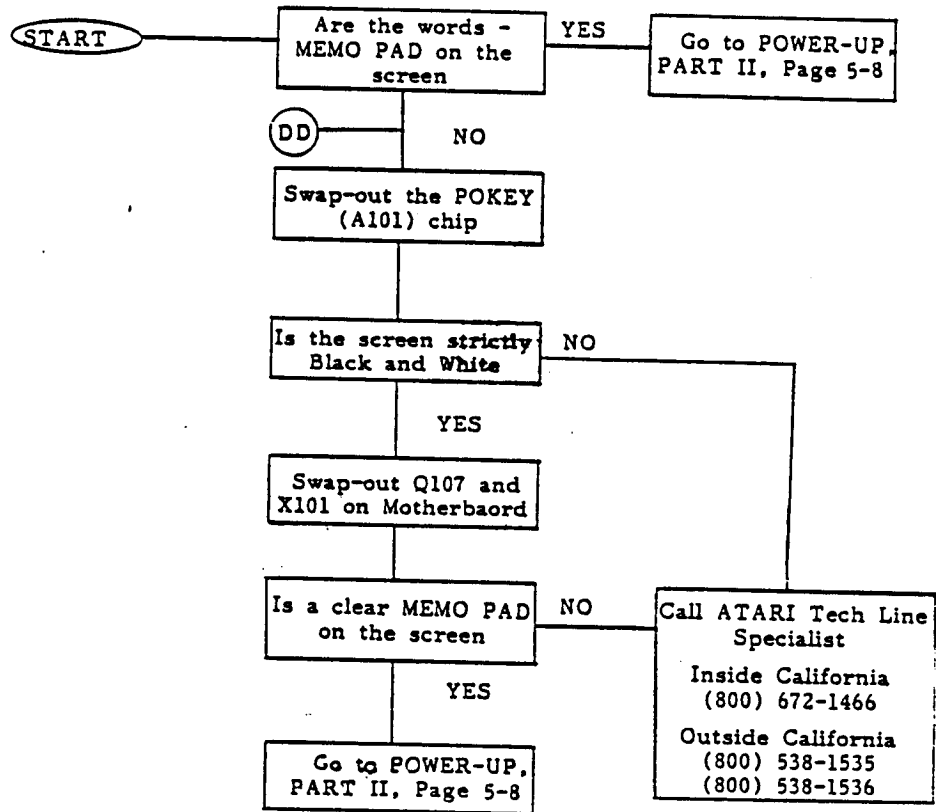 START
Are the words -
MEMO PAD on the
screen
YES
Go to POWER-UP,
PART II, Page 5-8
DD
NO
Swap-out the POKEY
(A101) chip
Is the screen strictly
Black and White
NO
YES
Swap-out Q107 and
X101 on Motherbaord
Is a clear MEMO PAD
on the screen
NO
Call ATARI Tech Line
Specialist
Inside California
(800) 672-1466
Outside California
(800) 538-1535
(800) 538-1536
YES
Go to POWER-UP,
PART II, Page 5-8